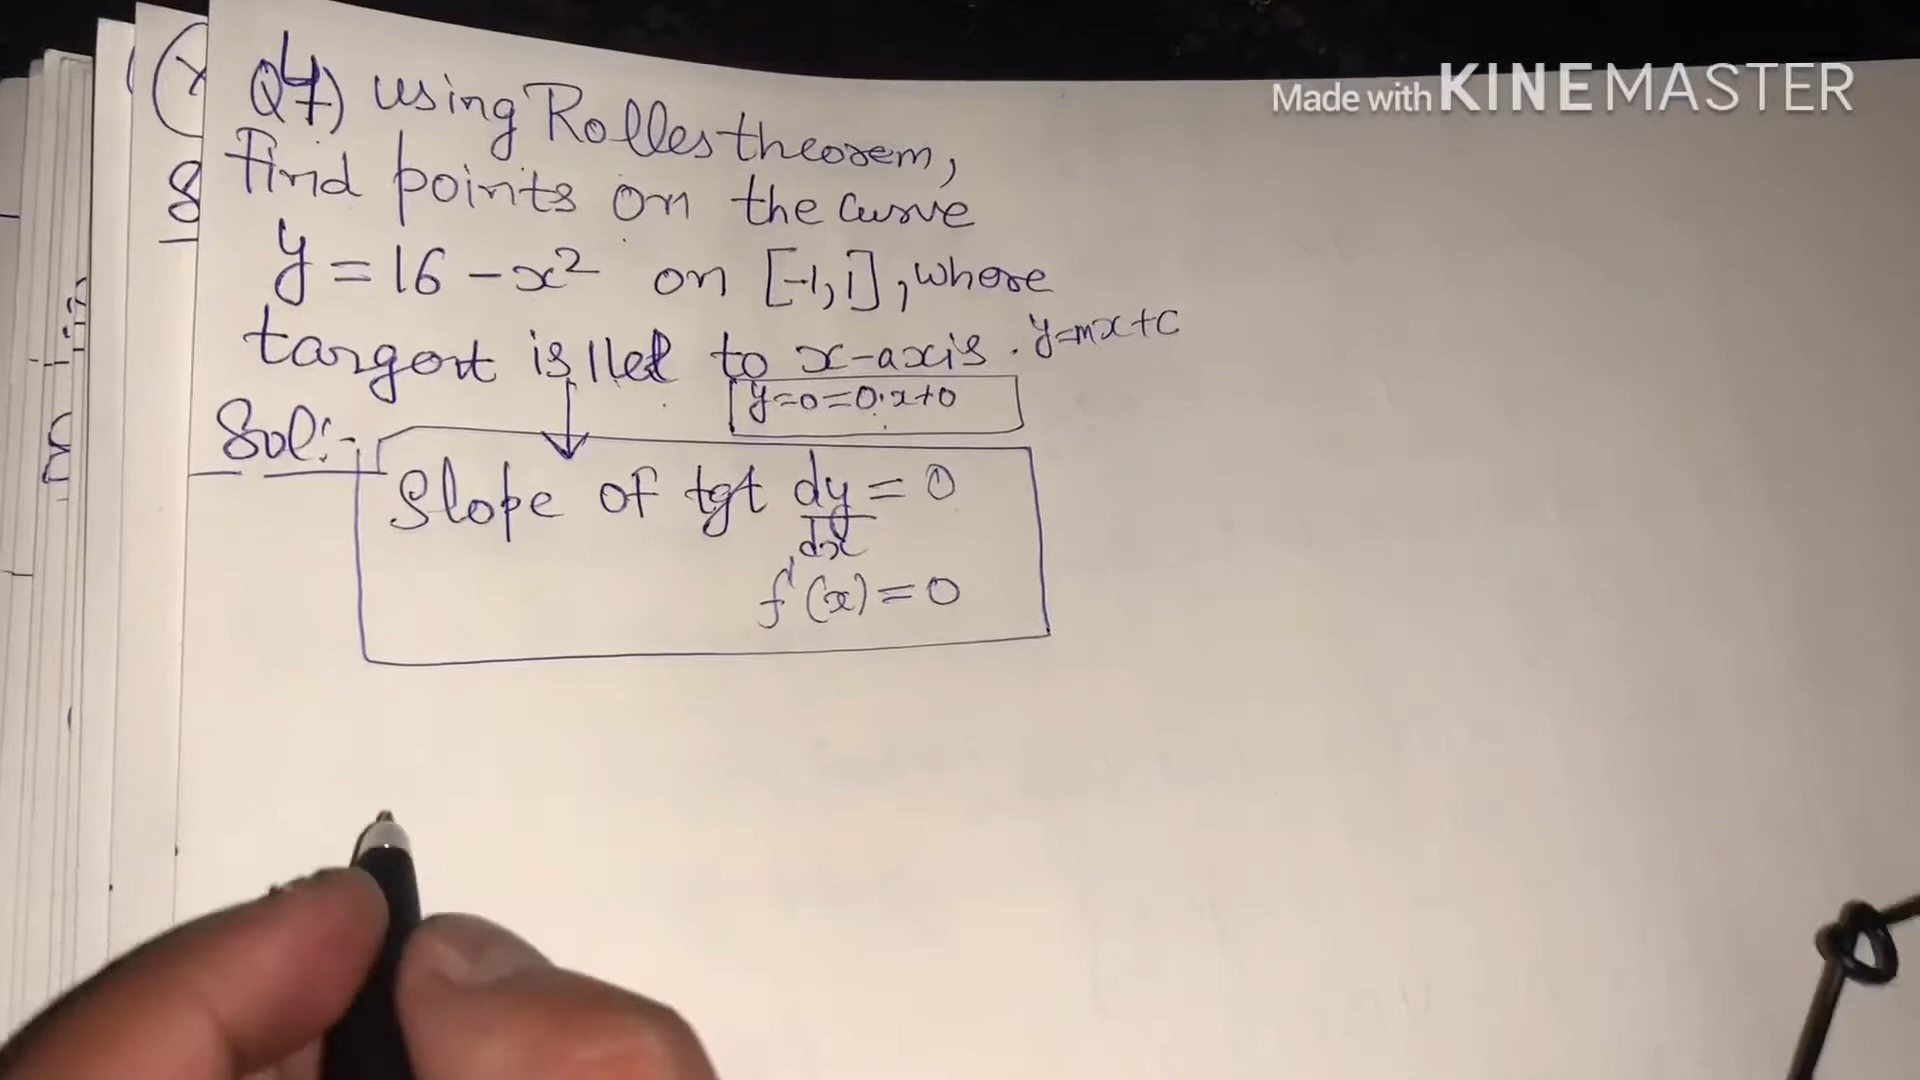 Made with KINEMASTER
Q7) using Rolles theorem,
Find points on the curve
y = 16 - x² on [-1, 1], where
tangent is ||lel to x-axis. y=mx+c
y=0=0.x+0
Sol:-
Slope of tgt dy/dx = 0
f'(x) = 0